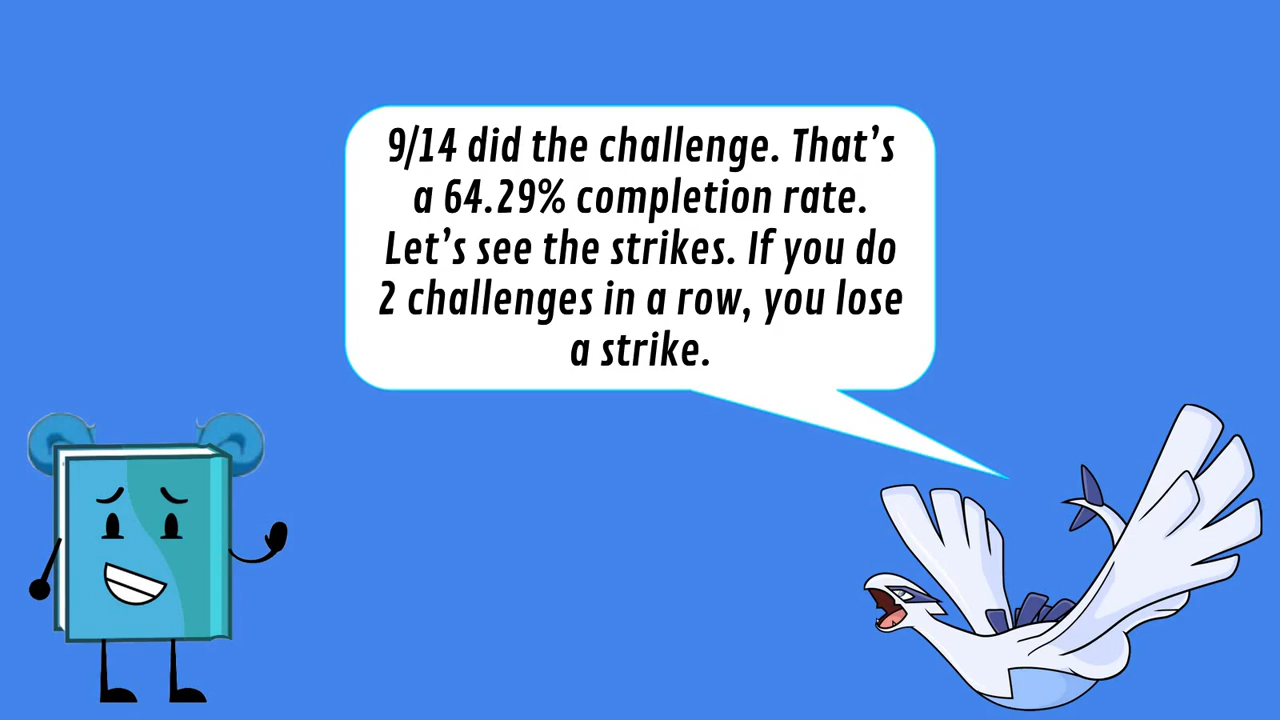 9/14 did the challenge. That’s
a 64.29% completion rate.
Let’s see the strikes. If you do
2 challenges in a row, you lose
a strike.